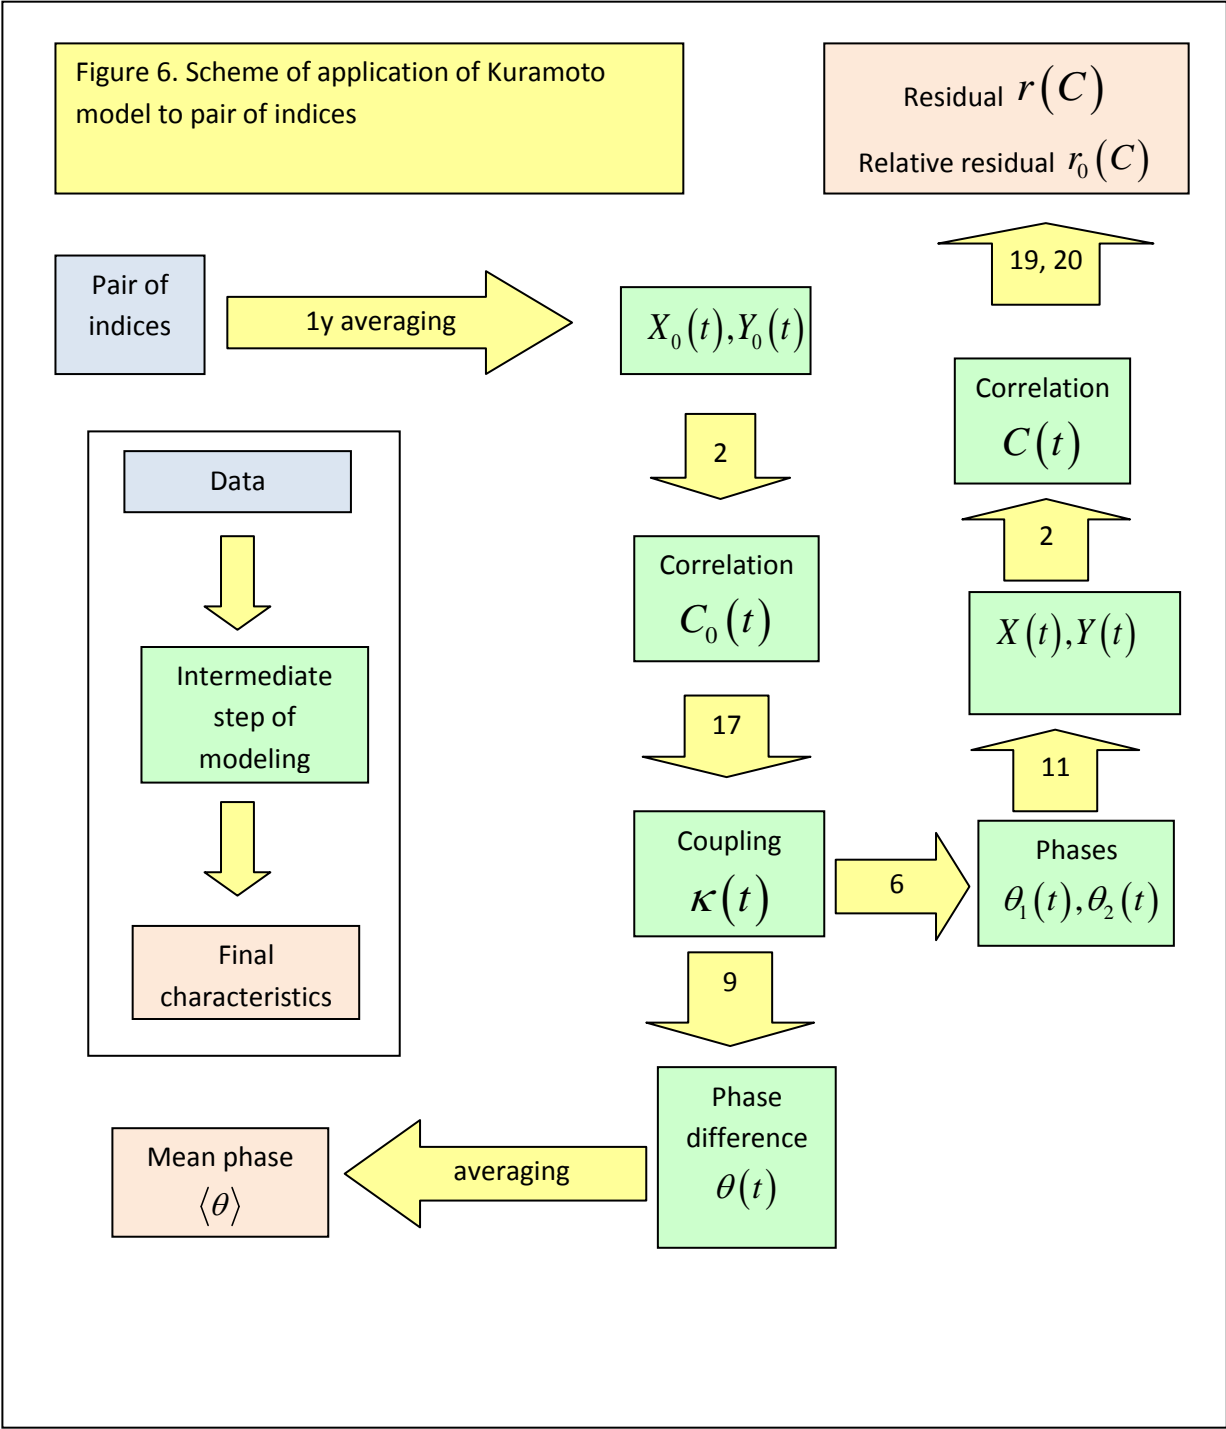 Figure 6. Scheme of application of Kuramoto
model to pair of indices
Residual r(C)
Relative residual r₀(C)
19, 20
Pair of
indices
1y averaging
X₀(t),Y₀(t)
2
Correlation
C₀(t)
17
Coupling
κ(t)
6
Phases
θ₁(t),θ₂(t)
11
X(t),Y(t)
2
Correlation
C(t)
9
Phase
difference
θ(t)
averaging
Mean phase
⟨θ⟩
Data
Intermediate
step of
modeling
Final
characteristics